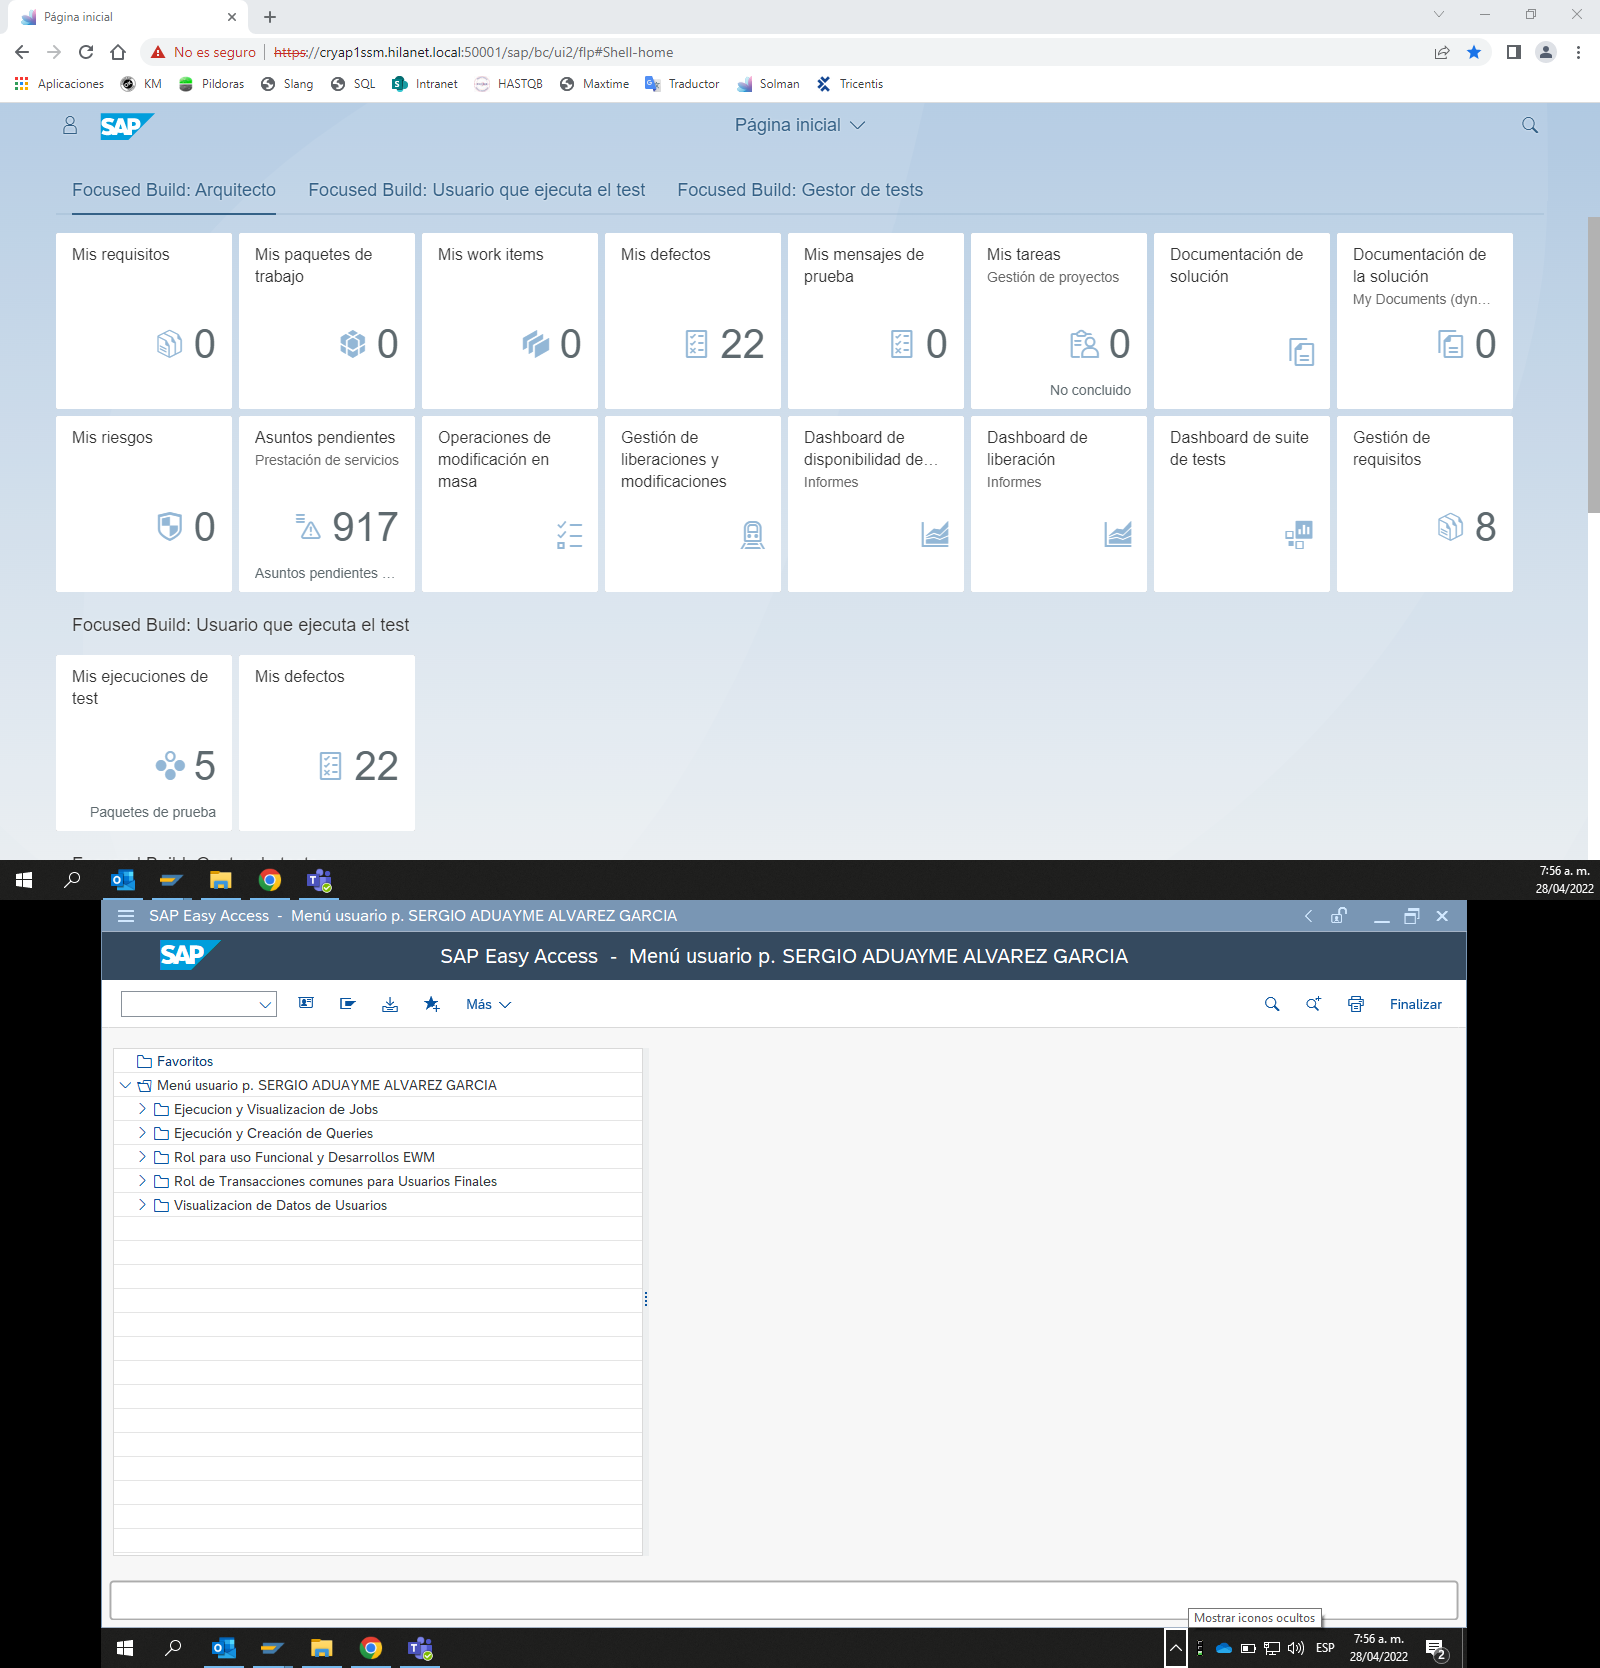 Página inicial
No es seguro
https://cryap1ssm.hilanet.local:50001/sap/bc/ui2/flp#Shell-home
Aplicaciones
KM
Pildoras
Slang
SQL
Intranet
HASTQB
Maxtime
Traductor
Solman
Tricentis
SAP
Página inicial
Focused Build: Arquitecto
Focused Build: Usuario que ejecuta el test
Focused Build: Gestor de tests
Mis requisitos
0
Mis paquetes de
trabajo
0
Mis work items
0
Mis defectos
22
Mis mensajes de
prueba
0
Mis tareas
Gestión de proyectos
0
No concluido
Documentación de
solución
Documentación de
la solución
My Documents (dyn...
0
Mis riesgos
0
Asuntos pendientes
Prestación de servicios
917
Asuntos pendientes ...
Operaciones de
modificación en
masa
Gestión de
liberaciones y
modificaciones
Dashboard de
disponibilidad de...
Informes
Dashboard de
liberación
Informes
Dashboard de suite
de tests
Gestión de
requisitos
8
Focused Build: Usuario que ejecuta el test
Mis ejecuciones de
test
5
Paquetes de prueba
Mis defectos
22
7:56 a. m.
28/04/2022
SAP Easy Access - Menú usuario p. SERGIO ADUAYME ALVAREZ GARCIA
SAP
SAP Easy Access - Menú usuario p. SERGIO ADUAYME ALVAREZ GARCIA
Más
Finalizar
Favoritos
Menú usuario p. SERGIO ADUAYME ALVAREZ GARCIA
Ejecucion y Visualizacion de Jobs
Ejecución y Creación de Queries
Rol para uso Funcional y Desarrollos EWM
Rol de Transacciones comunes para Usuarios Finales
Visualizacion de Datos de Usuarios
Mostrar iconos ocultos
ESP
7:56 a. m.
28/04/2022
2